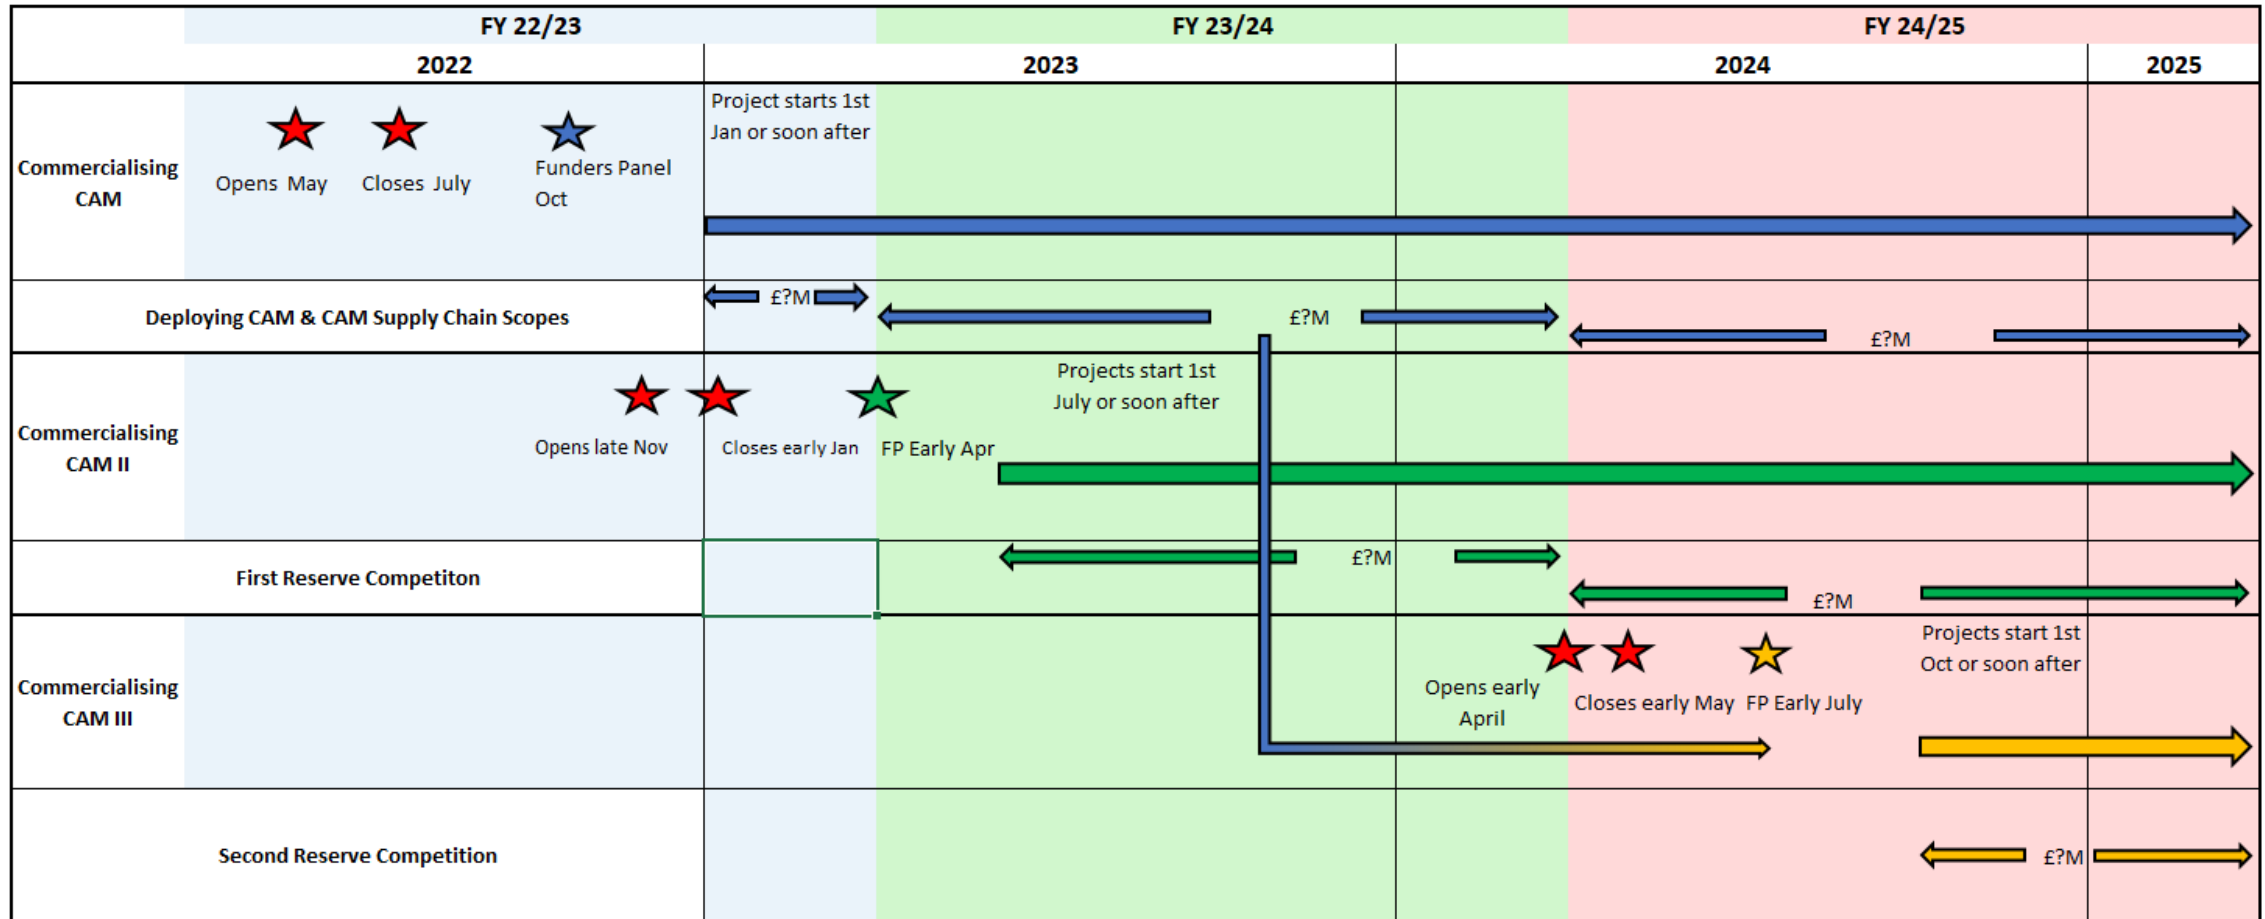 FY 22/23
FY 23/24
FY 24/25
2022
2023
2024
2025
Commercialising
CAM
Opens May
Closes July
Funders Panel
Oct
Project starts 1st
Jan or soon after
Deploying CAM & CAM Supply Chain Scopes
£?M
£?M
£?M
Commercialising
CAM II
Opens late Nov
Closes early Jan
FP Early Apr
Projects start 1st
July or soon after
First Reserve Competiton
£?M
£?M
Commercialising
CAM III
Opens early
April
Closes early May
FP Early July
Projects start 1st
Oct or soon after
Second Reserve Competition
£?M